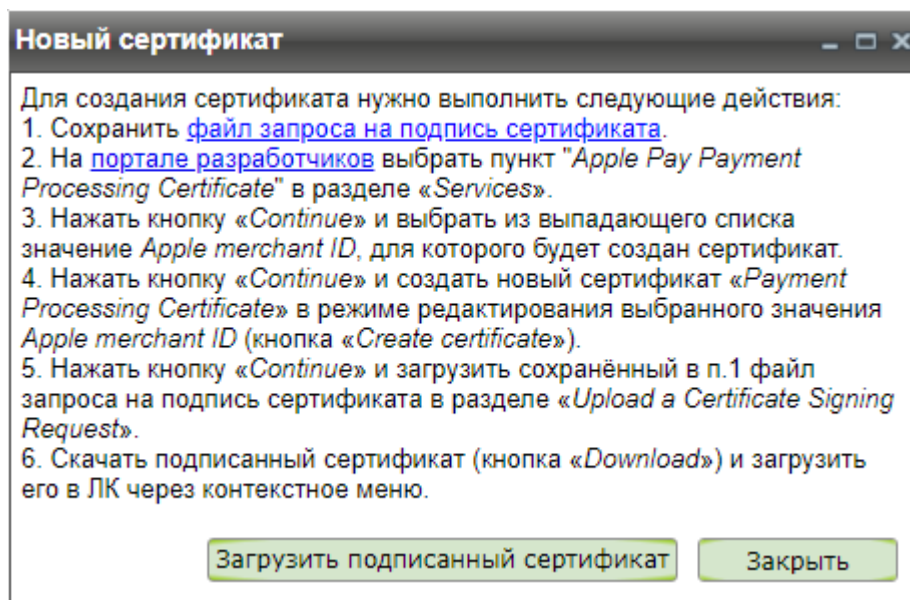 Новый сертификат
Для создания сертификата нужно выполнить следующие действия:
1. Сохранить файл запроса на подпись сертификата.
2. На портале разработчиков выбрать пункт "Apple Pay Payment
Processing Certificate" в разделе «Services».
3. Нажать кнопку «Continue» и выбрать из выпадающего списка
значение Apple merchant ID, для которого будет создан сертификат.
4. Нажать кнопку «Continue» и создать новый сертификат «Payment
Processing Certificate» в режиме редактирования выбранного значения
Apple merchant ID (кнопка «Create certificate»).
5. Нажать кнопку «Continue» и загрузить сохранённый в п.1 файл
запроса на подпись сертификата в разделе «Upload a Certificate Signing
Request».
6. Скачать подписанный сертификат (кнопка «Download») и загрузить
его в ЛК через контекстное меню.
Загрузить подписанный сертификат
Закрыть